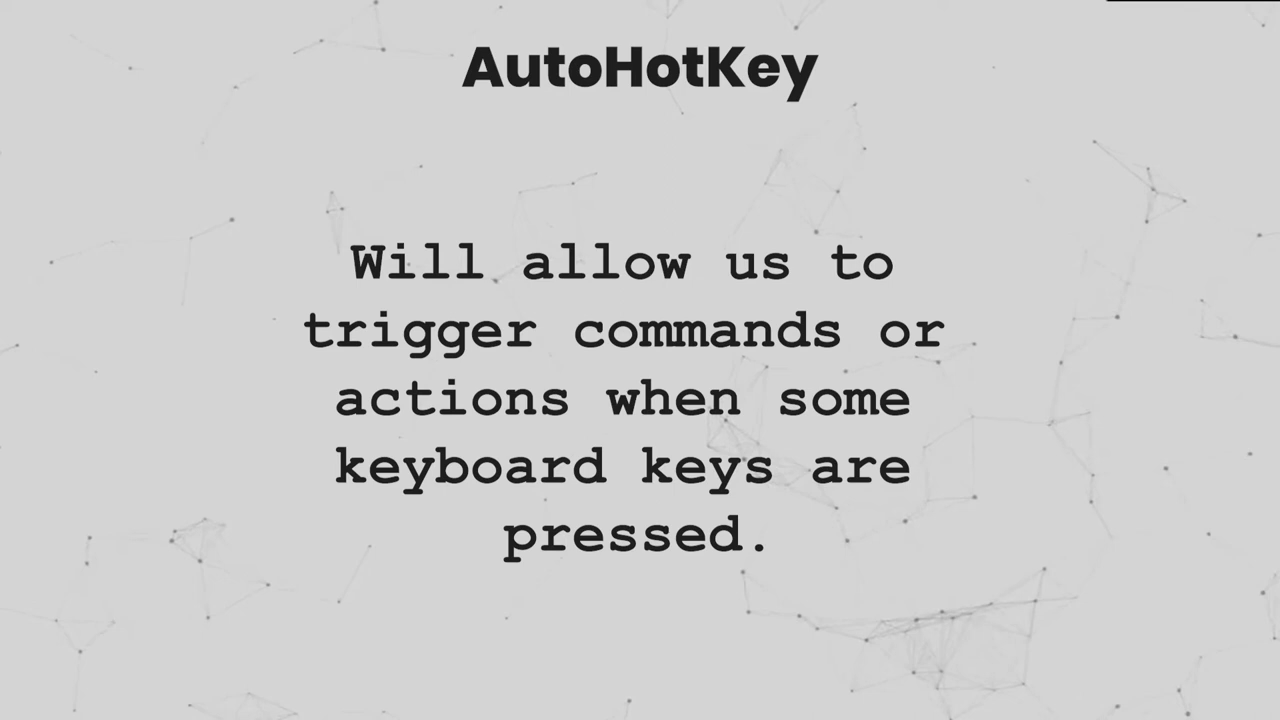 AutoHotKey
Will allow us to
trigger commands or
actions when some
keyboard keys are
pressed.